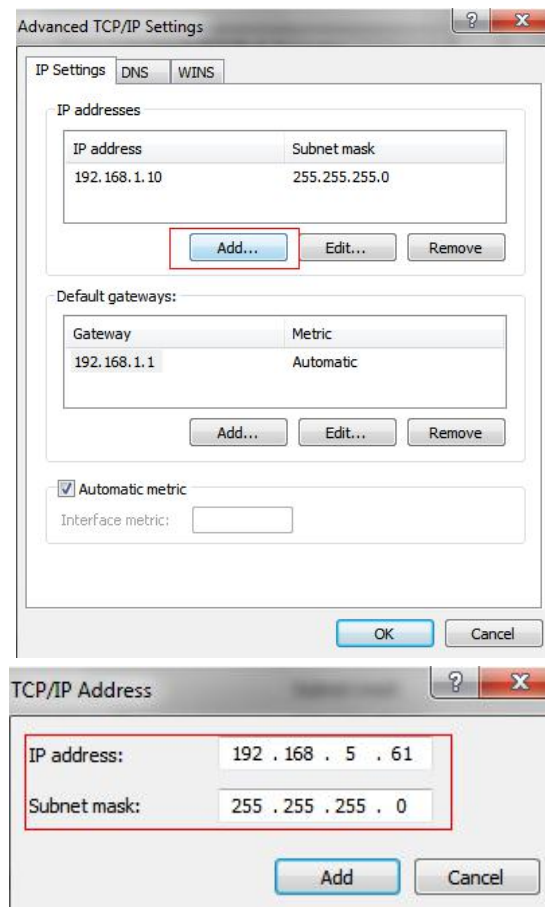 Advanced TCP/IP Settings
IP Settings DNS WINS
IP addresses
IP address Subnet mask
192.168.1.10 255.255.255.0
Add... Edit... Remove
Default gateways:
Gateway Metric
192.168.1.1 Automatic
Add... Edit... Remove
Automatic metric
Interface metric:
OK Cancel
TCP/IP Address
IP address: 192 . 168 . 5 . 61
Subnet mask: 255 . 255 . 255 . 0
Add Cancel